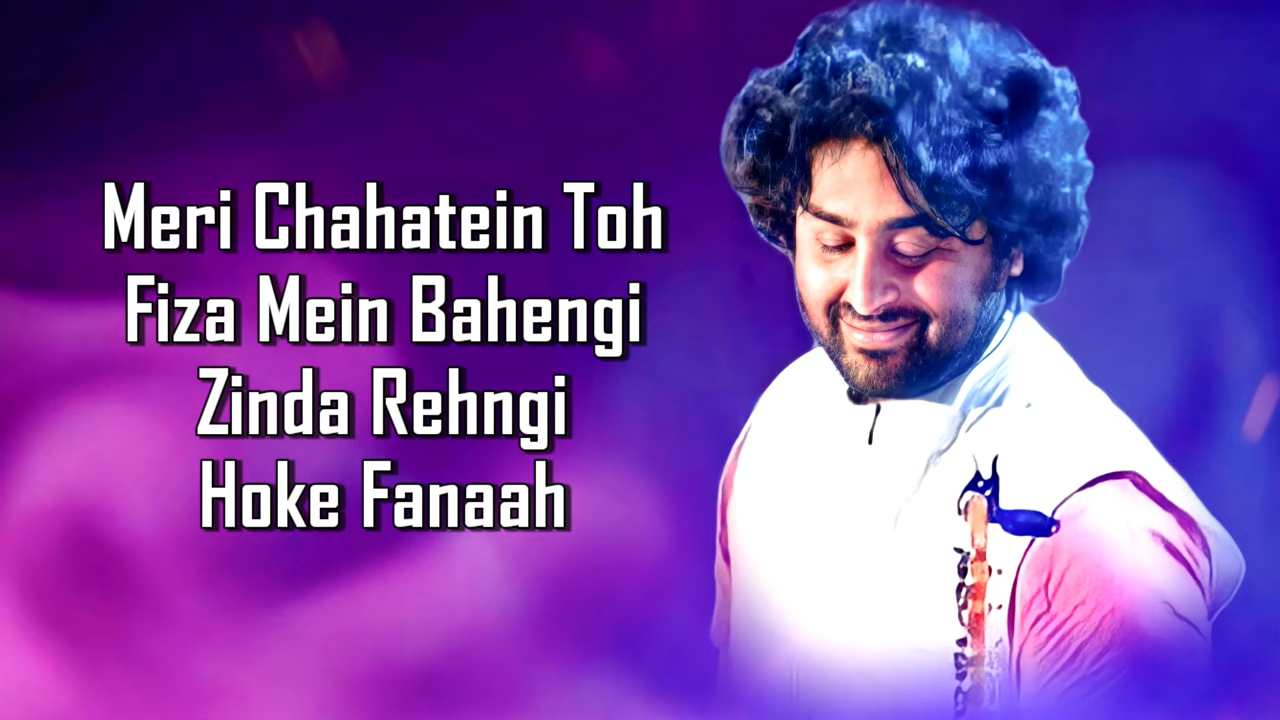 Meri Chahatein Toh
Fiza Mein Bahengi
Zinda Rehngi
Hoke Fanaah